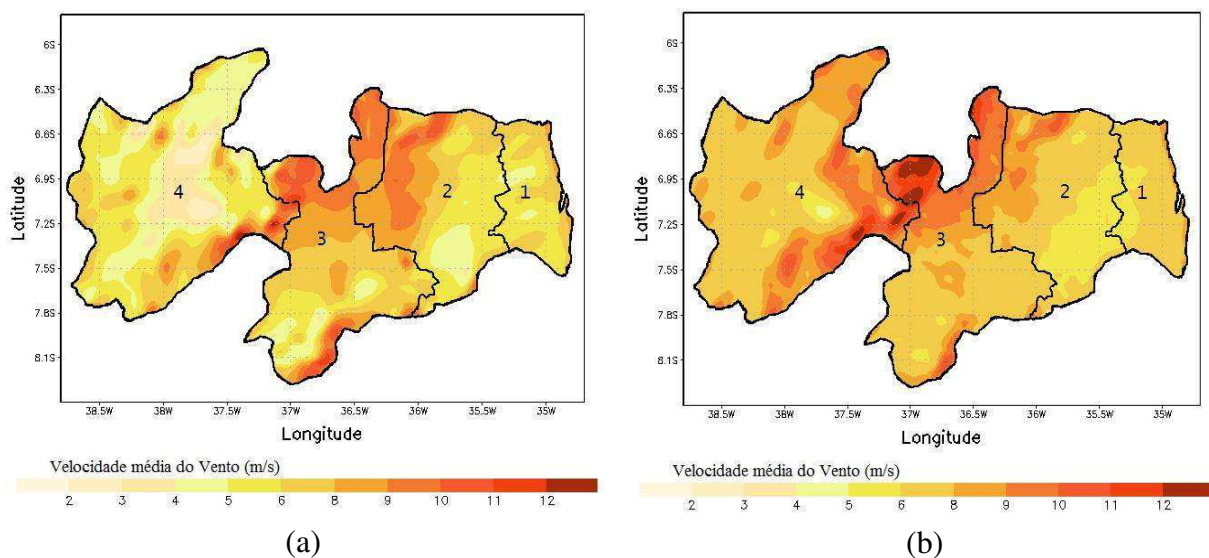 6S
6.3S
6.6S
6.9S
7.2S
7.5S
7.8S
8.1S
Latitude
4
3
2
1
38.5W 38W 37.5W 37W 36.5W 36W 35.5W 35W
Longitude
Velocidade média do Vento (m/s)
2 3 4 5 6 8 9 10 11 12
(a)
6S
6.3S
6.6S
6.9S
7.2S
7.5S
7.8S
8.1S
Latitude
4
3
2
1
38.5W 38W 37.5W 37W 36.5W 36W 35.5W 35W
Longitude
Velocidade média do Vento (m/s)
2 3 4 5 6 8 9 10 11 12
(b)